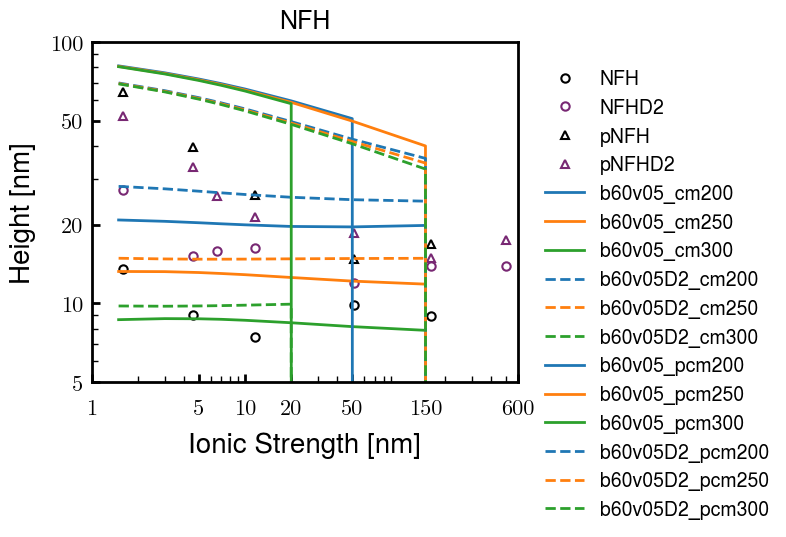 NFH
100
50
20
10
5
Height [nm]
1
5
10
20
50
150
600
Ionic Strength [nm]
NFH
NFHD2
pNFH
pNFHD2
b60v05_cm200
b60v05_cm250
b60v05_cm300
b60v05D2_cm200
b60v05D2_cm250
b60v05D2_cm300
b60v05_pcm200
b60v05_pcm250
b60v05_pcm300
b60v05D2_pcm200
b60v05D2_pcm250
b60v05D2_pcm300